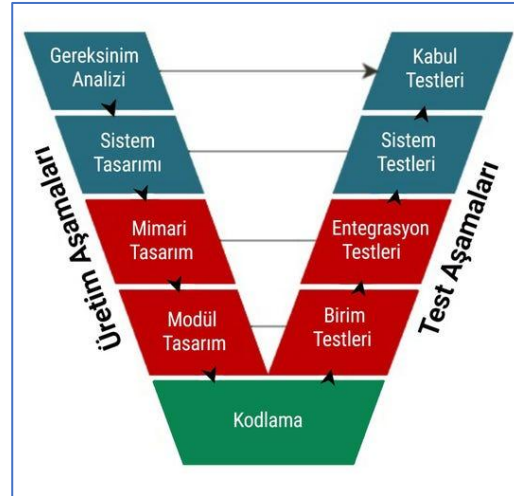 Gereksinim
Analizi
Kabul
Testleri
Sistem
Tasarımı
Sistem
Testleri
Mimari
Tasarım
Entegrasyon
Testleri
Modül
Tasarım
Birim
Testleri
Kodlama
Üretim Aşamaları
Test Aşamaları